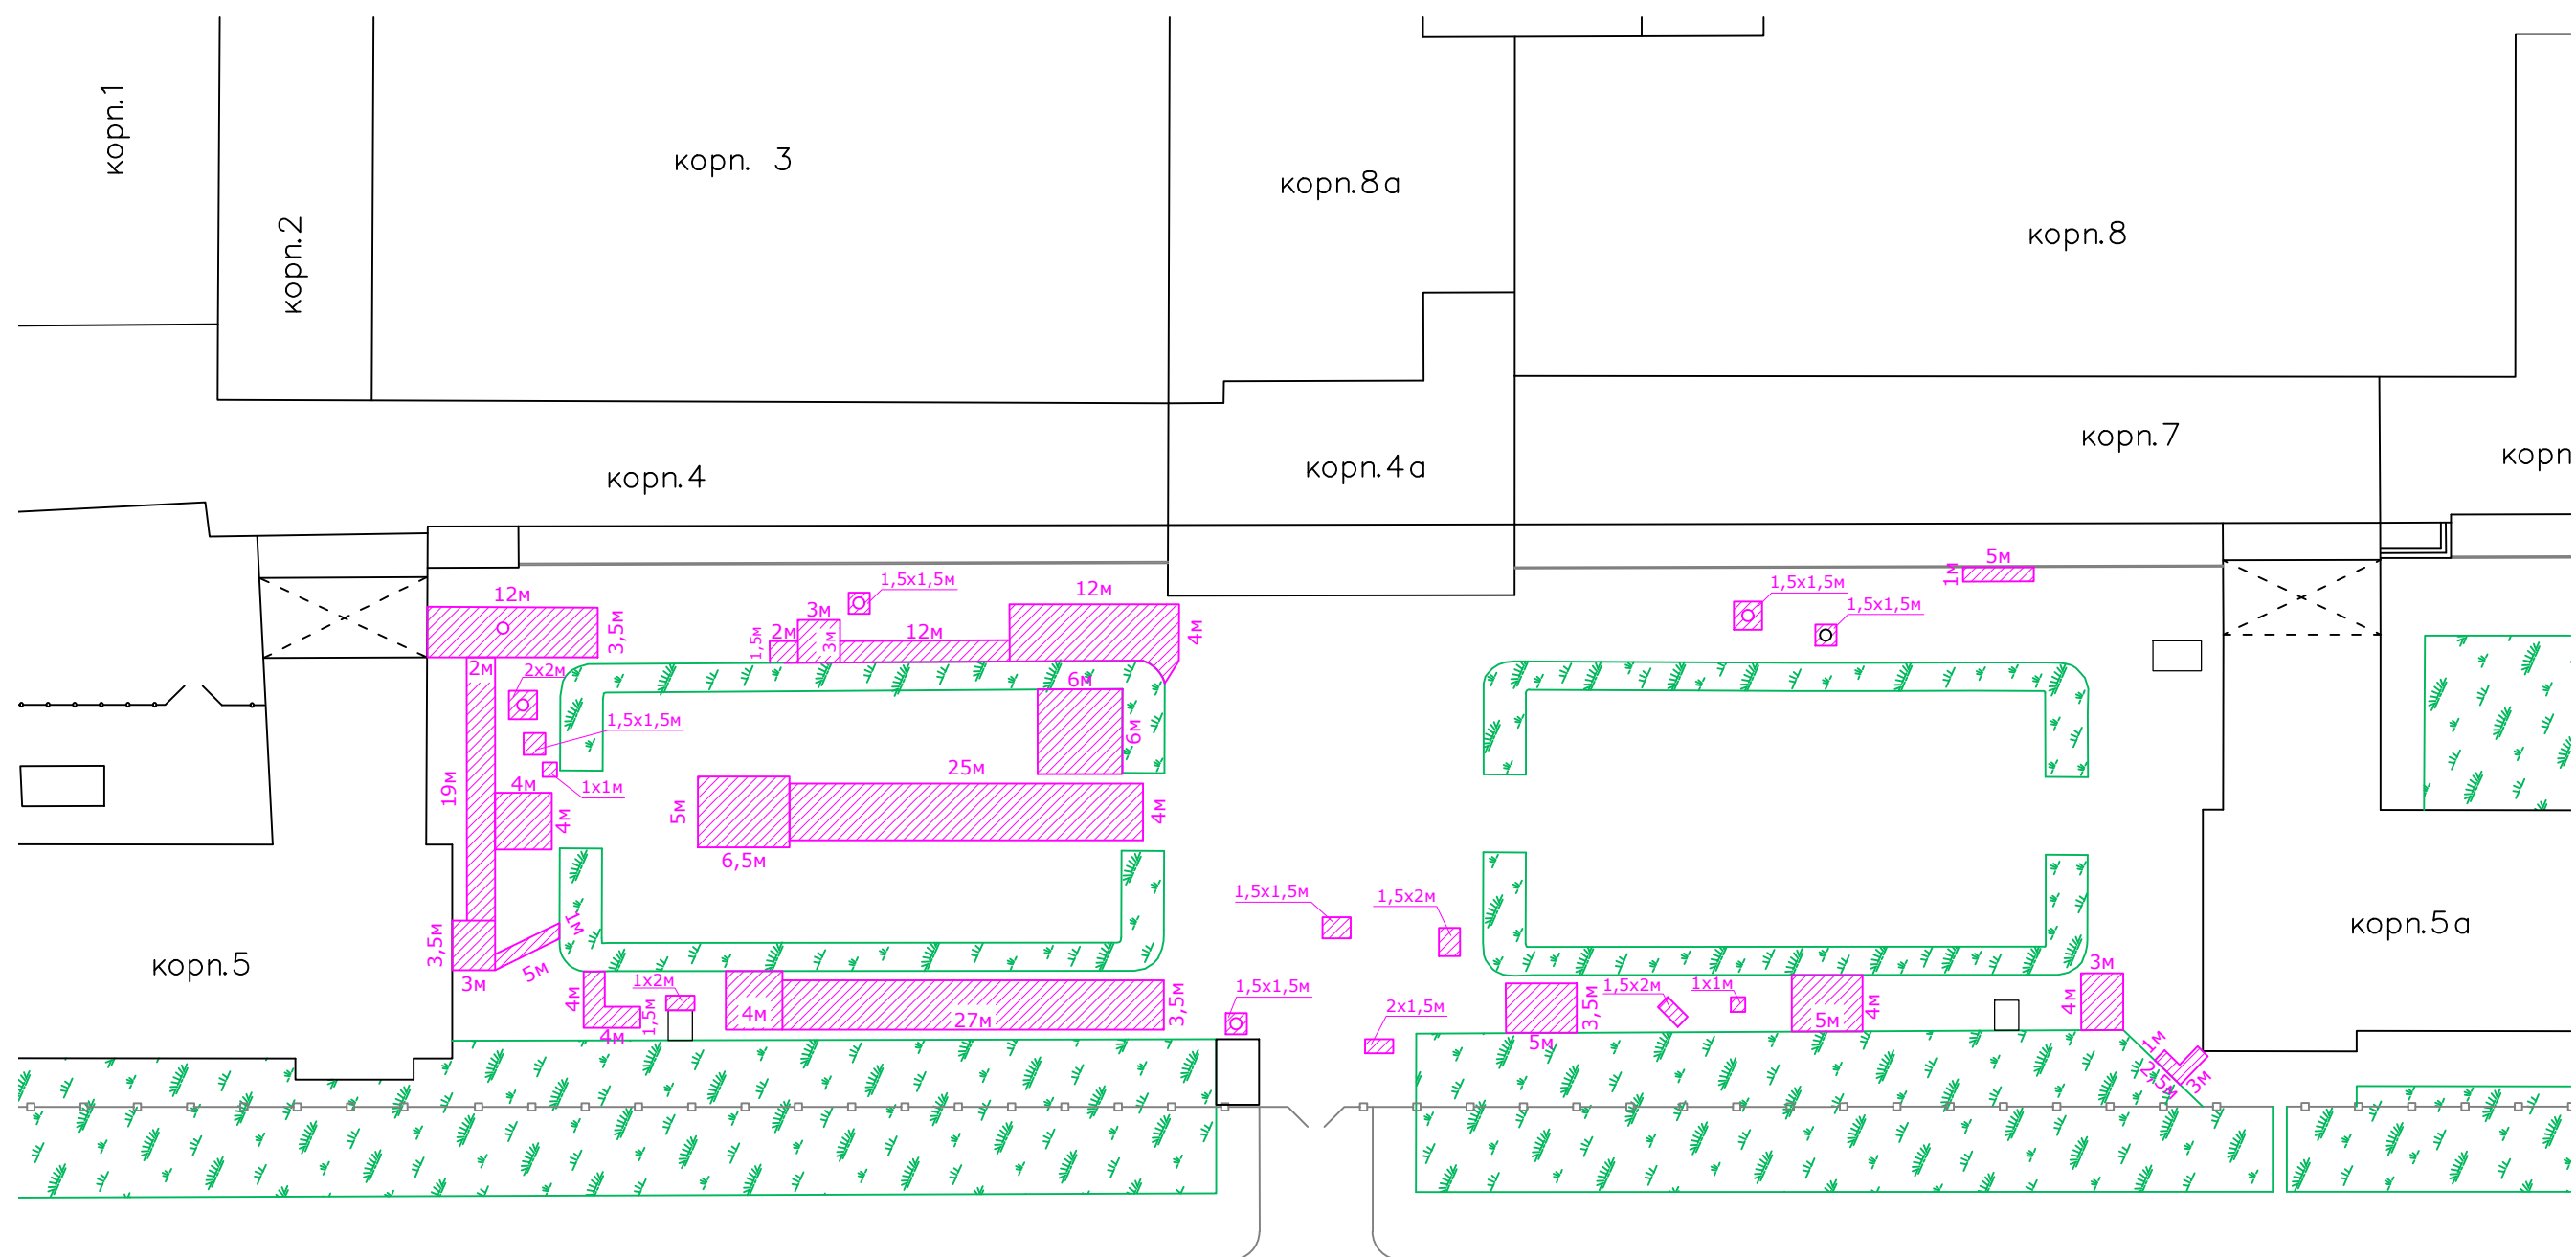 корп.1
корп.2
корп. 3
корп.8а
корп.8
корп.4
корп.4а
корп.7
корп
12м
3,5м
2м
2х2м
1,5х1,5м
1х1м
19м
4м
4м
3,5м
3м
5м
1м
1,5м
2м
3м
3м
1,5х1,5м
12м
12м
4м
6м
6м
25м
5м
6,5м
4м
1,5х1,5м
1,5х1,5м
1м
5м
1,5х1,5м
1,5х2м
корп.5
корп.5а
4м
4м
1,5м
1х2м
4м
27м
3,5м
1,5х1,5м
2х1,5м
5м
3,5м
1,5х2м
1х1м
5м
4м
4м
3м
1м
2,5м
3м